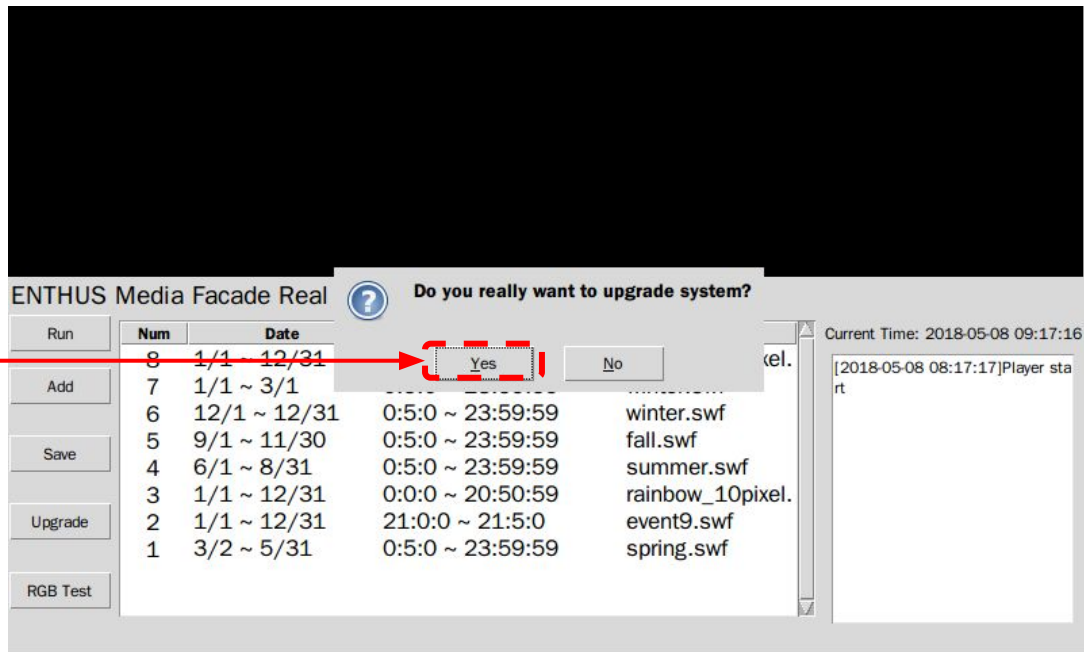 ENTHUS Media Facade Real
Do you really want to upgrade system?
Yes
No
Run
Add
Save
Upgrade
RGB Test
Num Date
8 1/1 ~ 12/31
7 1/1 ~ 3/1
6 12/1 ~ 12/31 0:5:0 ~ 23:59:59 winter.swf
5 9/1 ~ 11/30 0:5:0 ~ 23:59:59 fall.swf
4 6/1 ~ 8/31 0:5:0 ~ 23:59:59 summer.swf
3 1/1 ~ 12/31 0:0:0 ~ 20:50:59 rainbow_10pixel.
2 1/1 ~ 12/31 21:0:0 ~ 21:5:0 event9.swf
1 3/2 ~ 5/31 0:5:0 ~ 23:59:59 spring.swf
Current Time: 2018-05-08 09:17:16
[2018-05-08 08:17:17]Player sta
rt